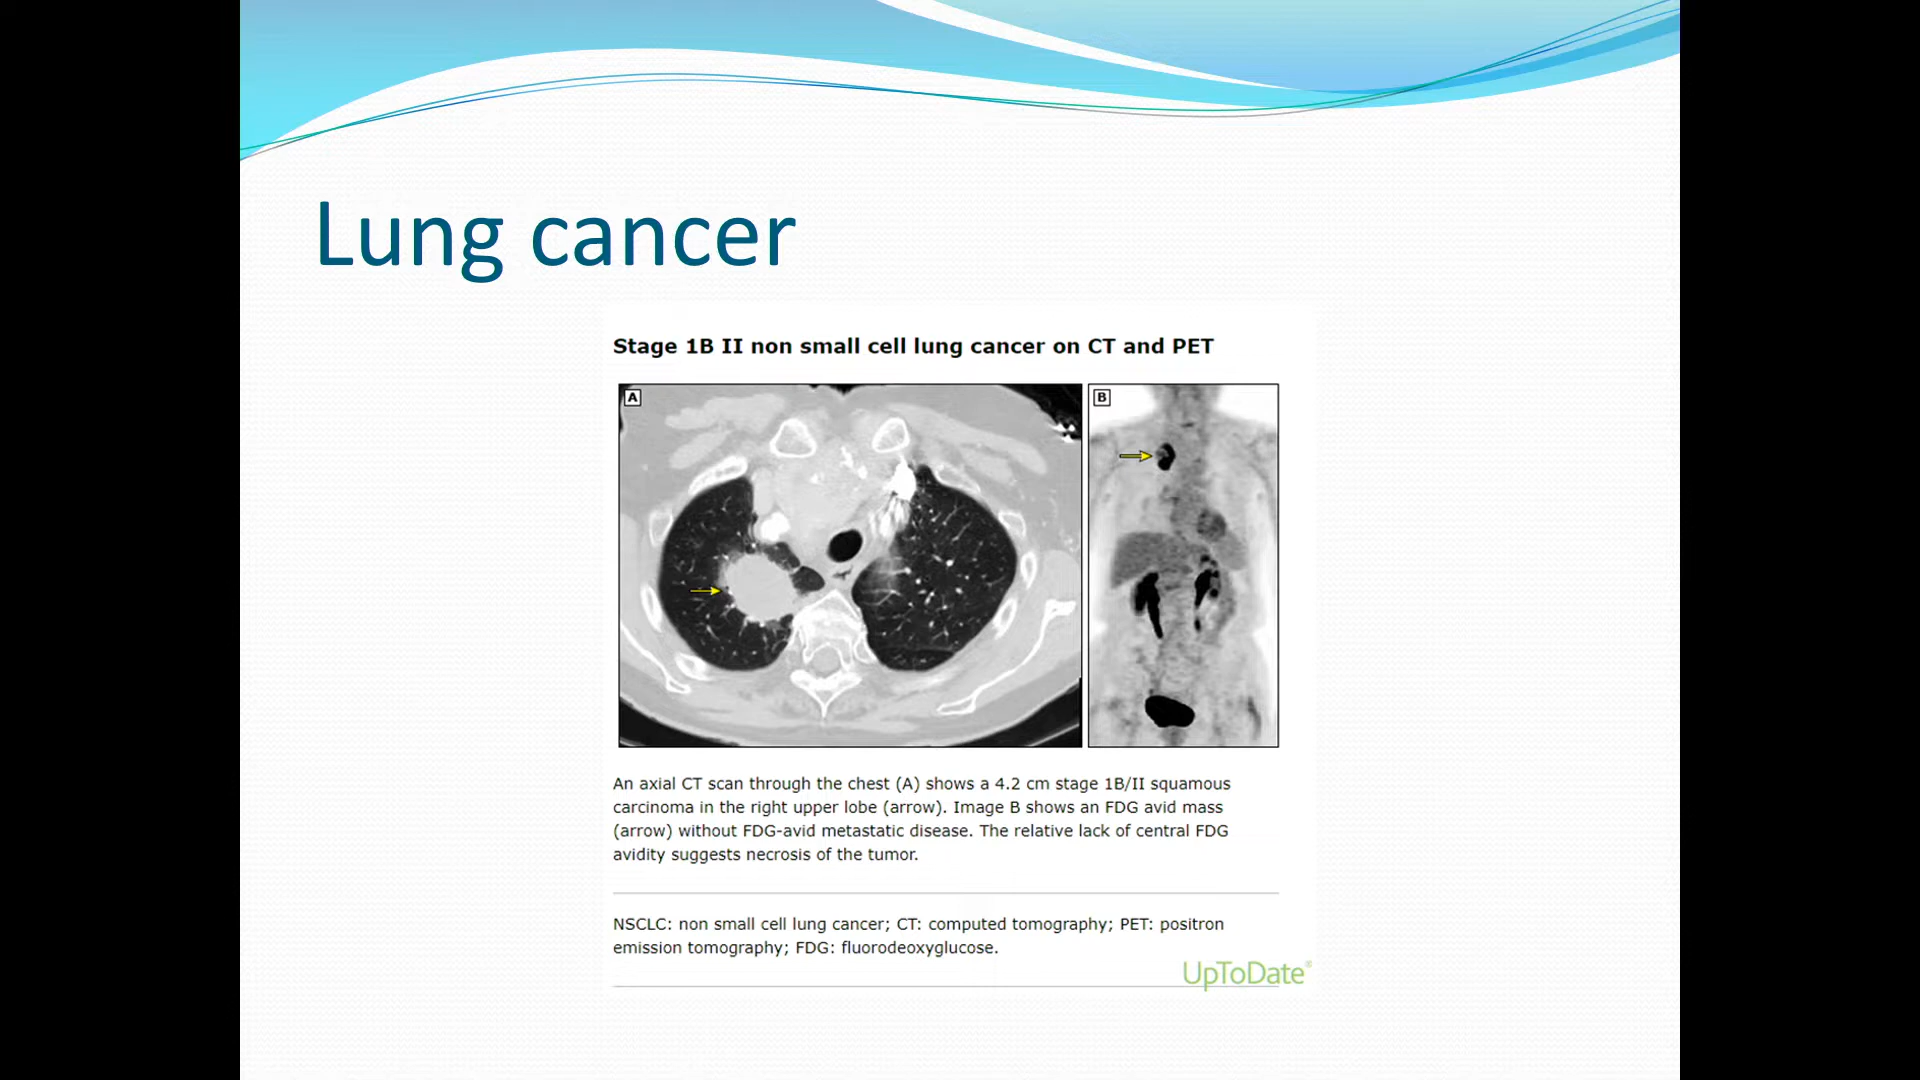 Lung cancer
Stage 1B II non small cell lung cancer on CT and PET
A
B
An axial CT scan through the chest (A) shows a 4.2 cm stage 1B/II squamous
carcinoma in the right upper lobe (arrow). Image B shows an FDG avid mass
(arrow) without FDG-avid metastatic disease. The relative lack of central FDG
avidity suggests necrosis of the tumor.
NSCLC: non small cell lung cancer; CT: computed tomography; PET: positron
emission tomography; FDG: fluorodeoxyglucose.
UpToDate®